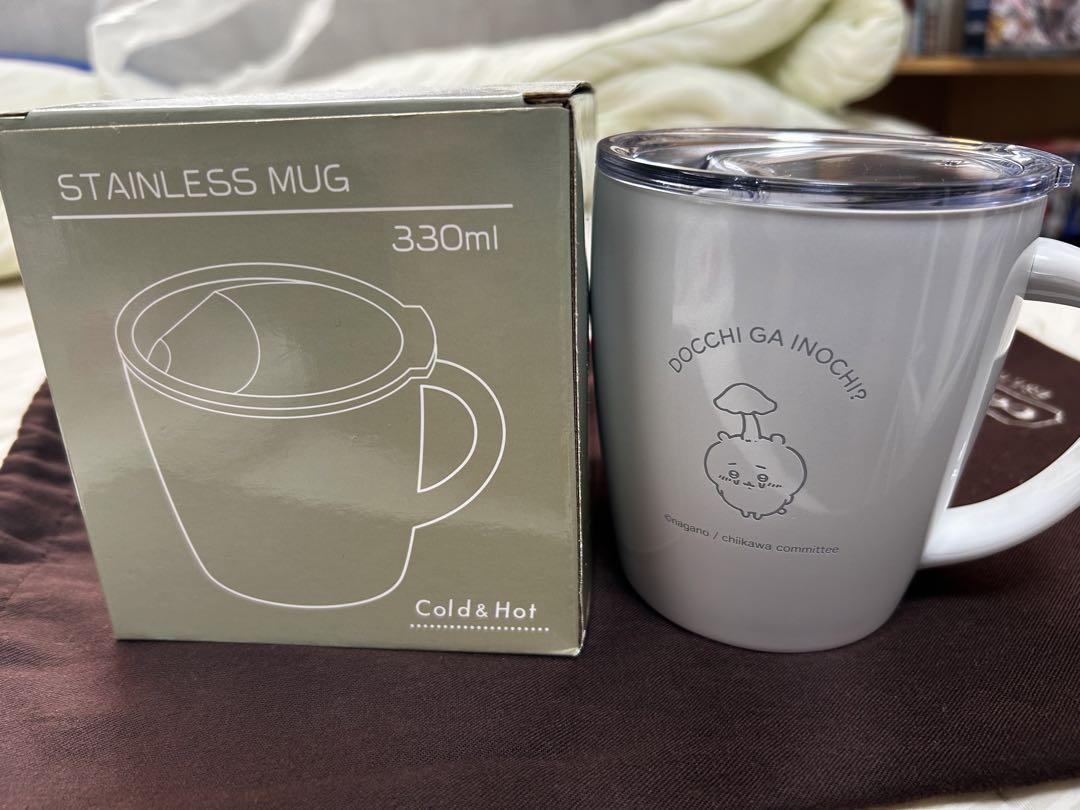 STAINLESS MUG
330ml
Cold & Hot
DOCCHI GA INOCHI?
©nagano / chiikawa committee